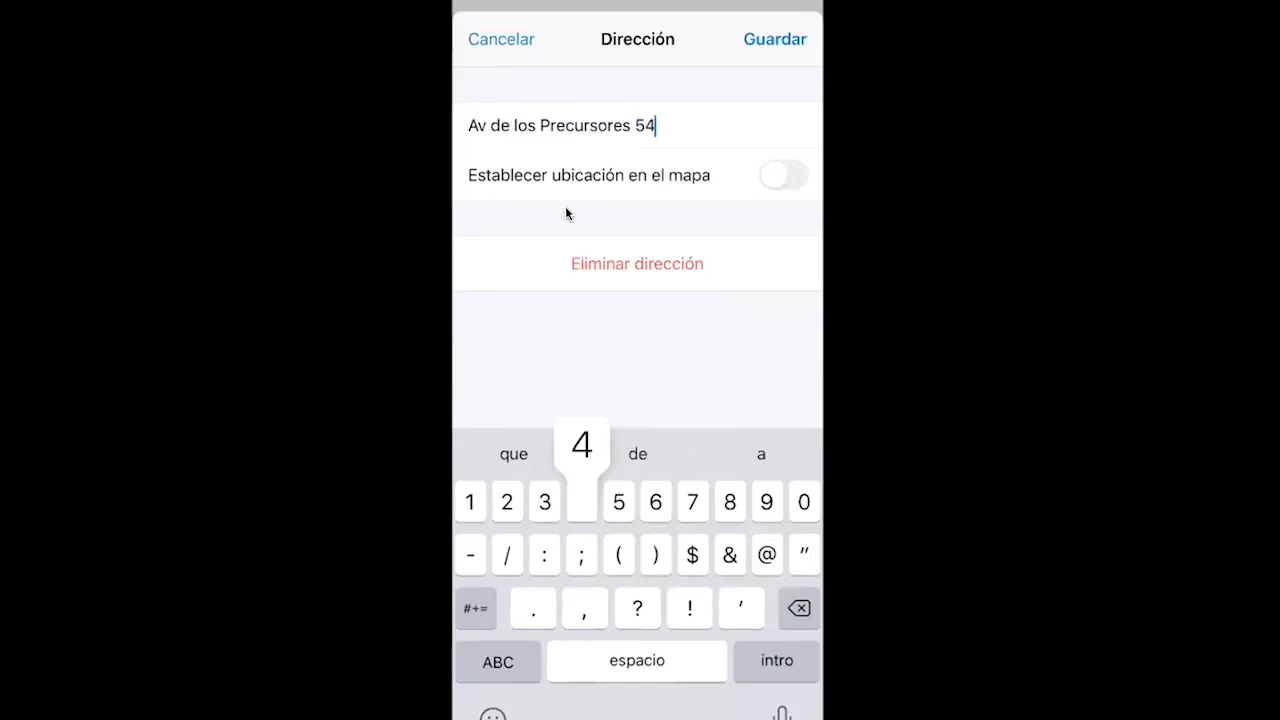 Cancelar Dirección Guardar
Av de los Precursores 54
Establecer ubicación en el mapa
Eliminar dirección
que de a
4
1 2 3 5 6 7 8 9 0
- / : ; ( ) $ & @ "
#+= . , ? ! '
ABC espacio intro